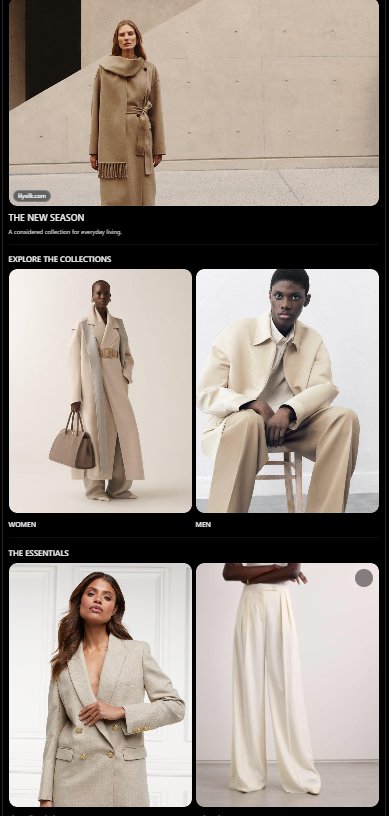 lilysilk.com
THE NEW SEASON
A considered collection for everyday living.
EXPLORE THE COLLECTIONS
WOMEN
MEN
THE ESSENTIALS